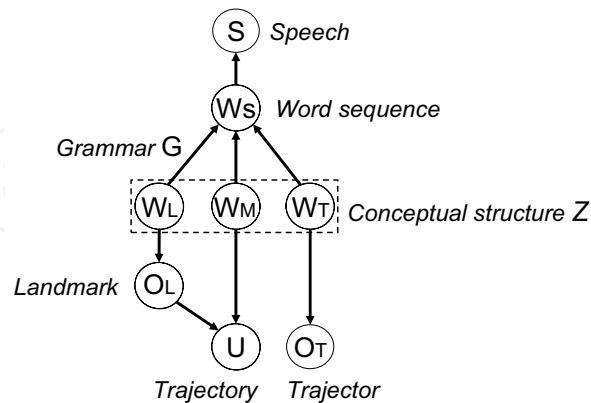 S Speech
Ws Word sequence
Grammar G
WL WM WT Conceptual structure Z
Landmark OL
U OT
Trajectory Trajector